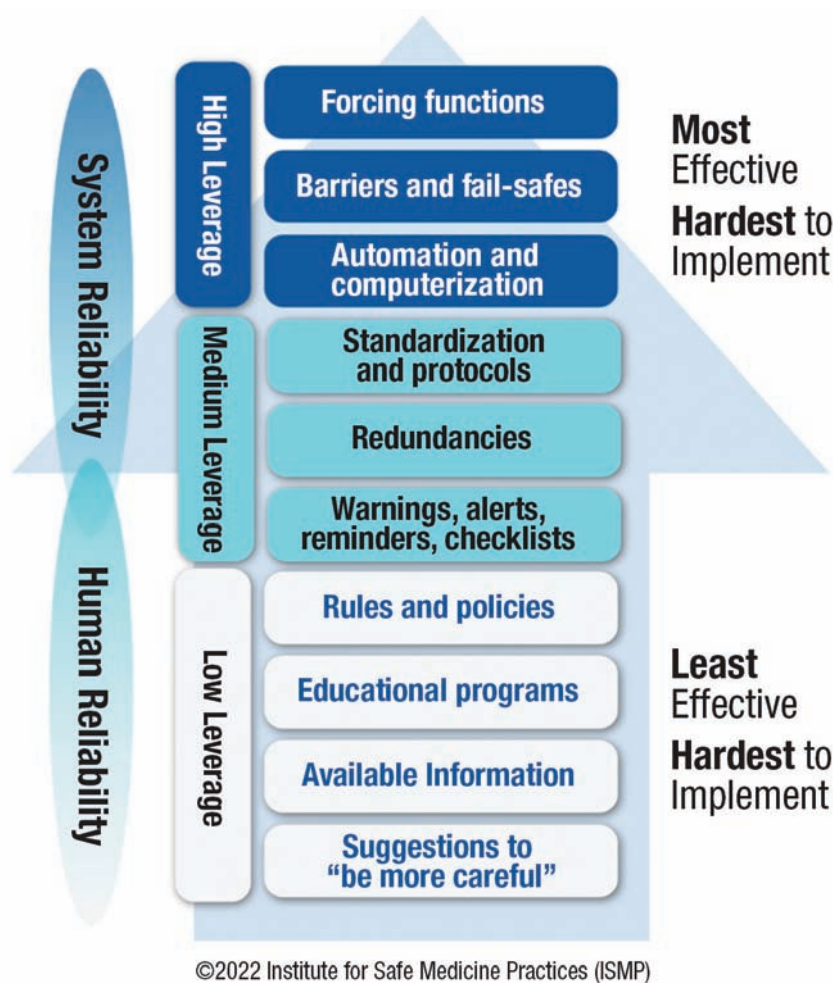 System Reliability
Human Reliability
High Leverage
Forcing functions
Barriers and fail-safes
Automation and
computerization
Medium Leverage
Standardization
and protocols
Redundancies
Warnings, alerts,
reminders, checklists
Low Leverage
Rules and policies
Educational programs
Available Information
Suggestions to
“be more careful”
Most
Effective
Hardest to
Implement
Least
Effective
Hardest to
Implement
©2022 Institute for Safe Medicine Practices (ISMP)